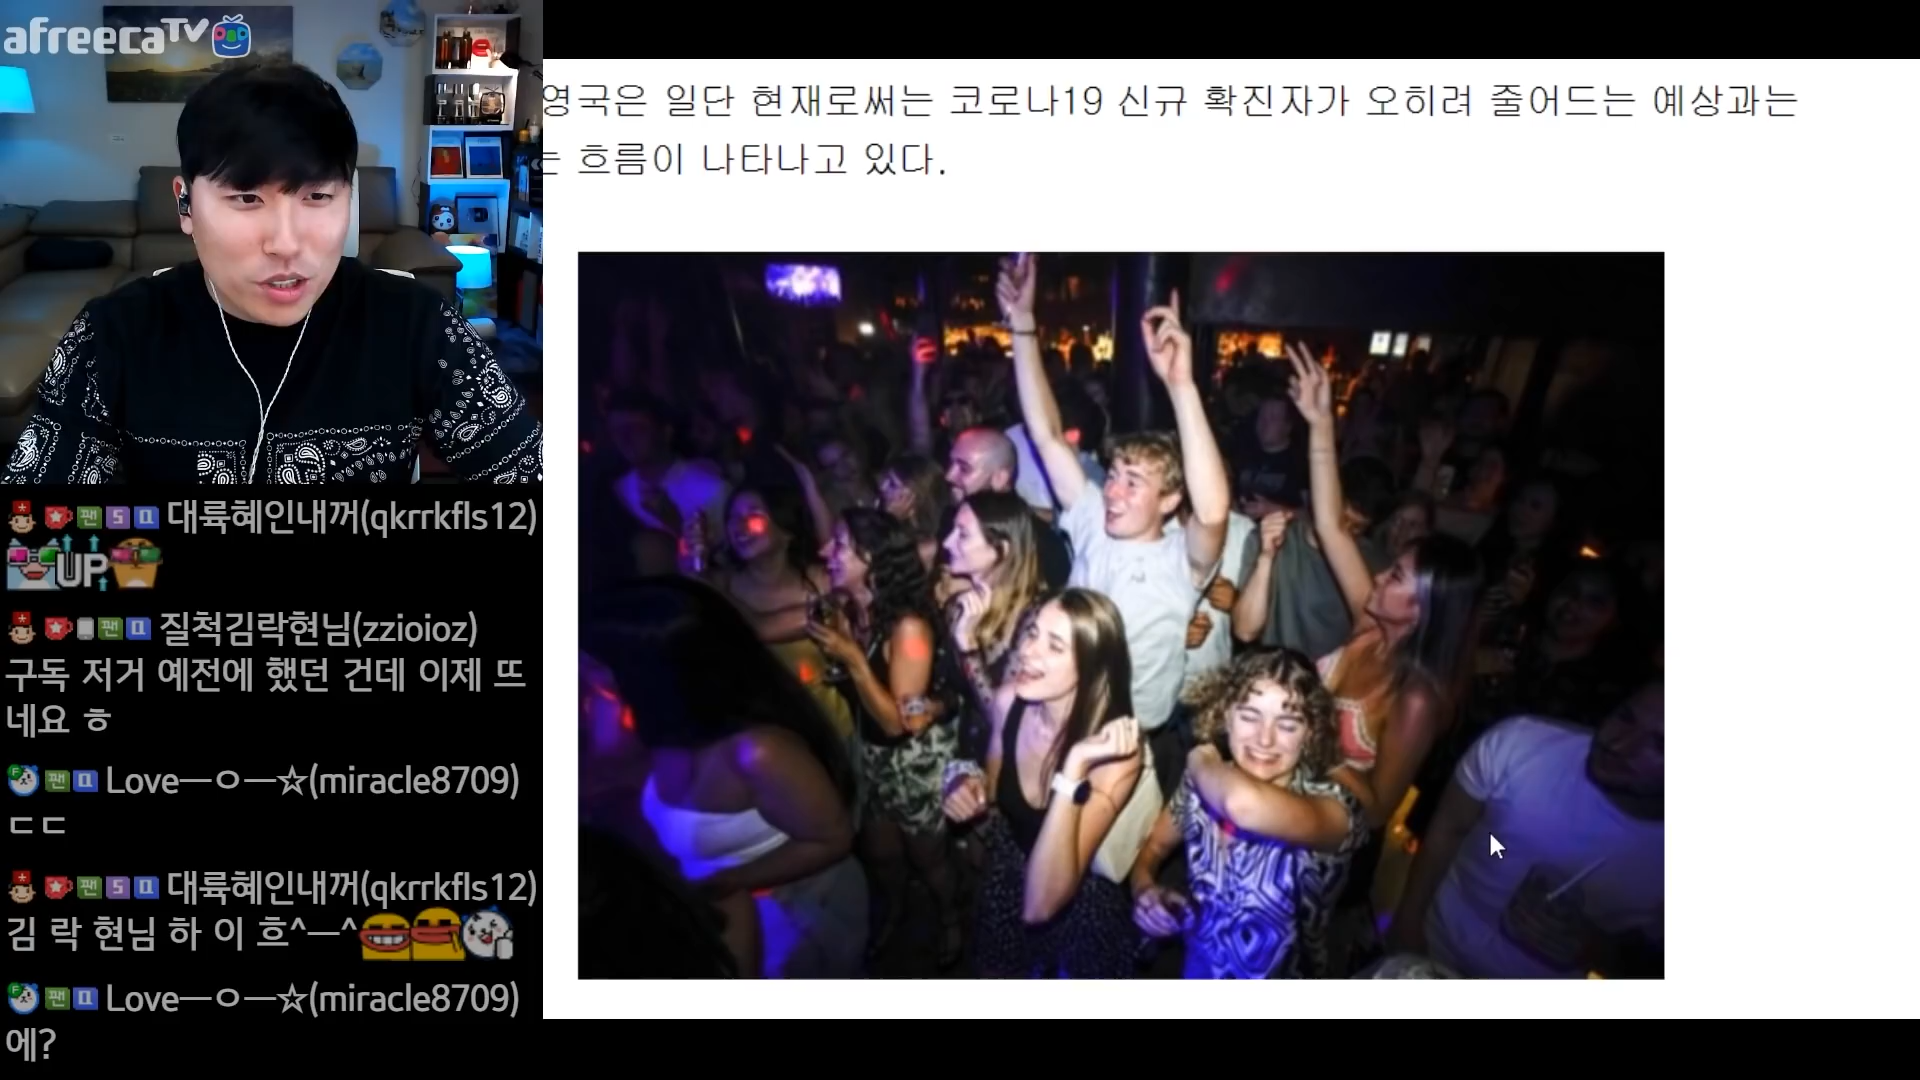 afreecaTV
영국은 일단 현재로써는 코로나19 신규 확진자가 오히려 줄어드는 예상과는
는 흐름이 나타나고 있다.
대륙혜인내꺼(qkrrkfls12)
UP
질척김락현님(zzioioz)
구독 저거 예전에 했던 건데 이제 뜨
네요 ㅎ
Love—ㅇ—☆(miracle8709)
ㄷㄷ
대륙혜인내꺼(qkrrkfls12)
김 락 현님 하 이 흐^—^
Love—ㅇ—☆(miracle8709)
에?